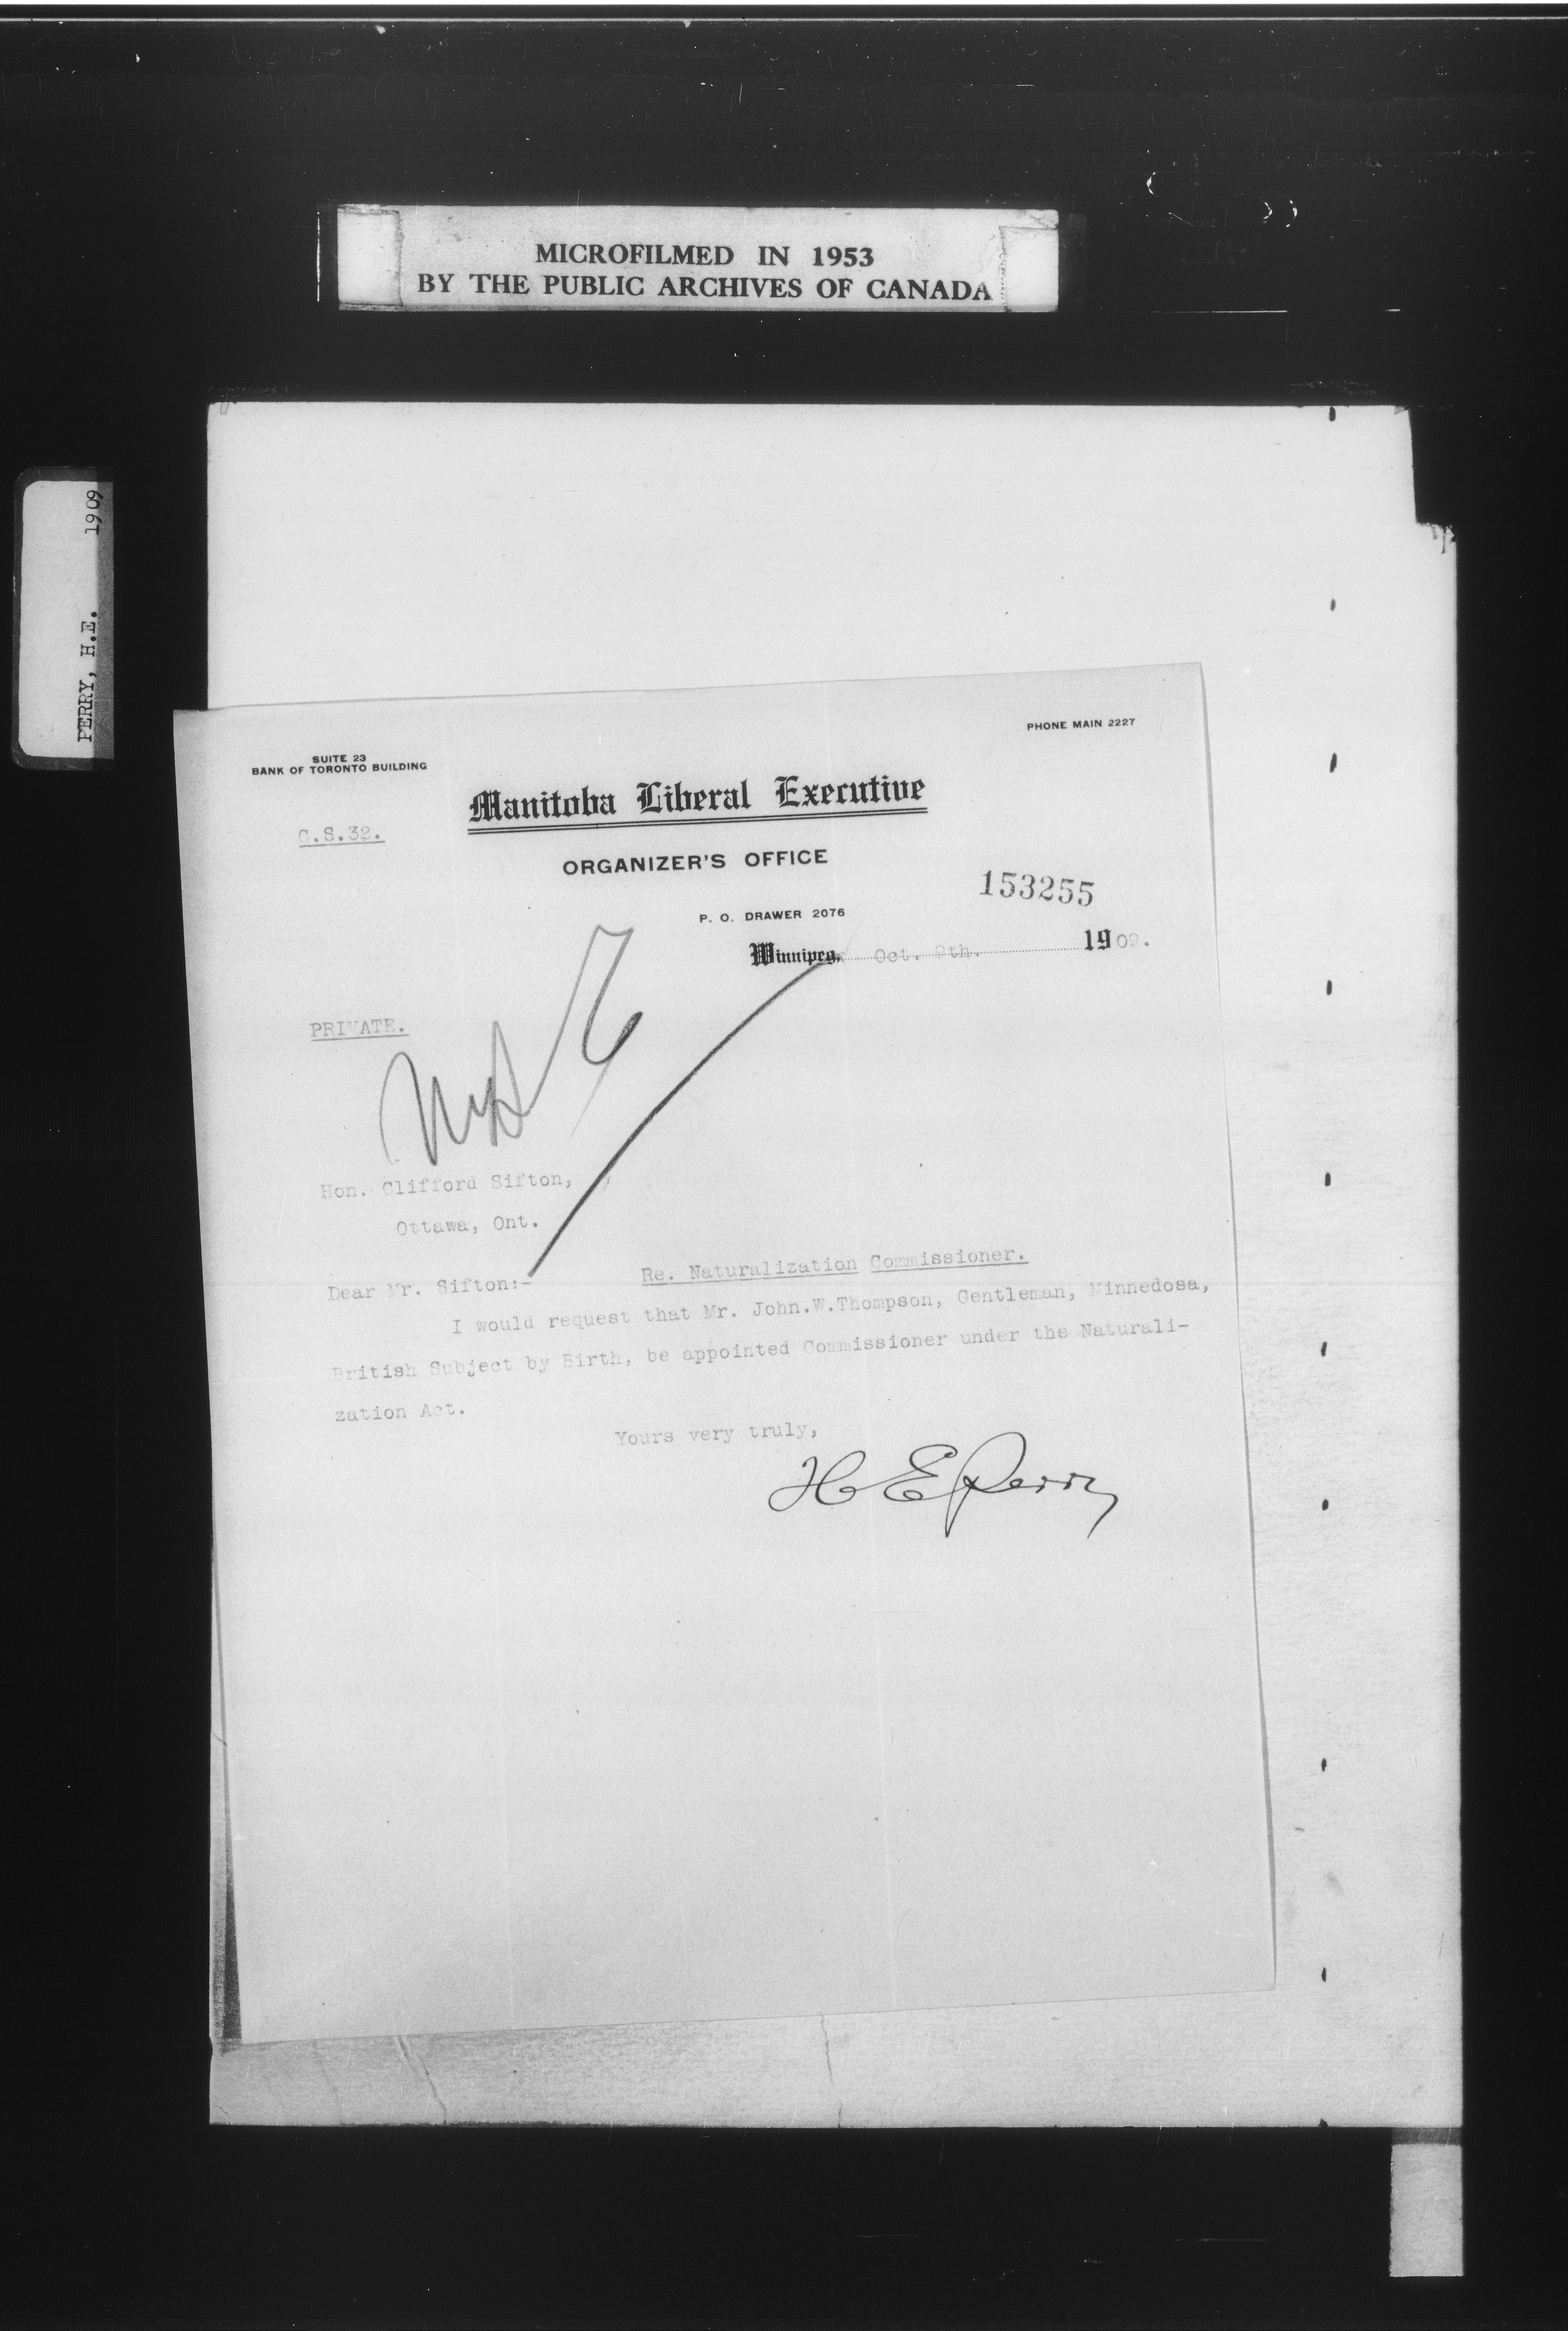 MICROFILMED IN 1953
BY THE PUBLIC ARCHIVES OF CANADA
PERRY, H.E. 1909
PHONE MAIN 2227
SUITE 23
BANK OF TORONTO BUILDING
Manitoba Liberal Executive
C.S.32.
ORGANIZER'S OFFICE
153255
P. O. DRAWER 2076
Winnipeg, Oct. 9th. 1909.
PRIVATE.
Hon. Clifford Sifton,
Ottawa, Ont.
Dear Mr. Sifton:- Re. Naturalization Commissioner.
I would request that Mr. John.W.Thompson, Gentleman, Minnedosa,
British Subject by Birth, be appointed Commissioner under the Naturali-
zation Act.
Yours very truly,
H E Perry